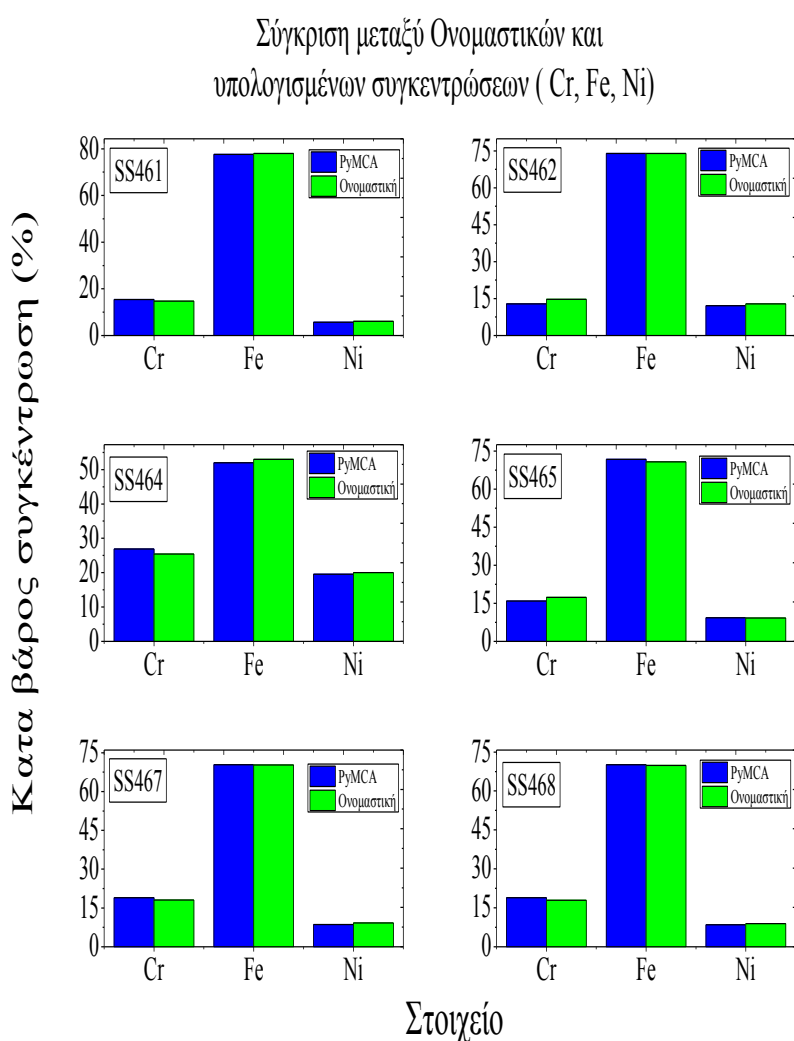 Σύγκριση μεταξύ Ονομαστικών και
υπολογισμένων συγκεντρώσεων ( Cr, Fe, Ni)
Κατα βάρος συγκέντρωση (%)
80
60
40
20
0
SS461
PyMCA
Ονομαστική
Cr Fe Ni
75
60
45
30
15
0
SS462
PyMCA
Ονομαστική
Cr Fe Ni
50
40
30
20
10
0
SS464
PyMCA
Ονομαστική
Cr Fe Ni
75
60
45
30
15
0
SS465
PyMCA
Ονομαστική
Cr Fe Ni
75
60
45
30
15
0
SS467
PyMCA
Ονομαστική
Cr Fe Ni
75
60
45
30
15
0
SS468
PyMCA
Ονομαστική
Cr Fe Ni
Στοιχείο